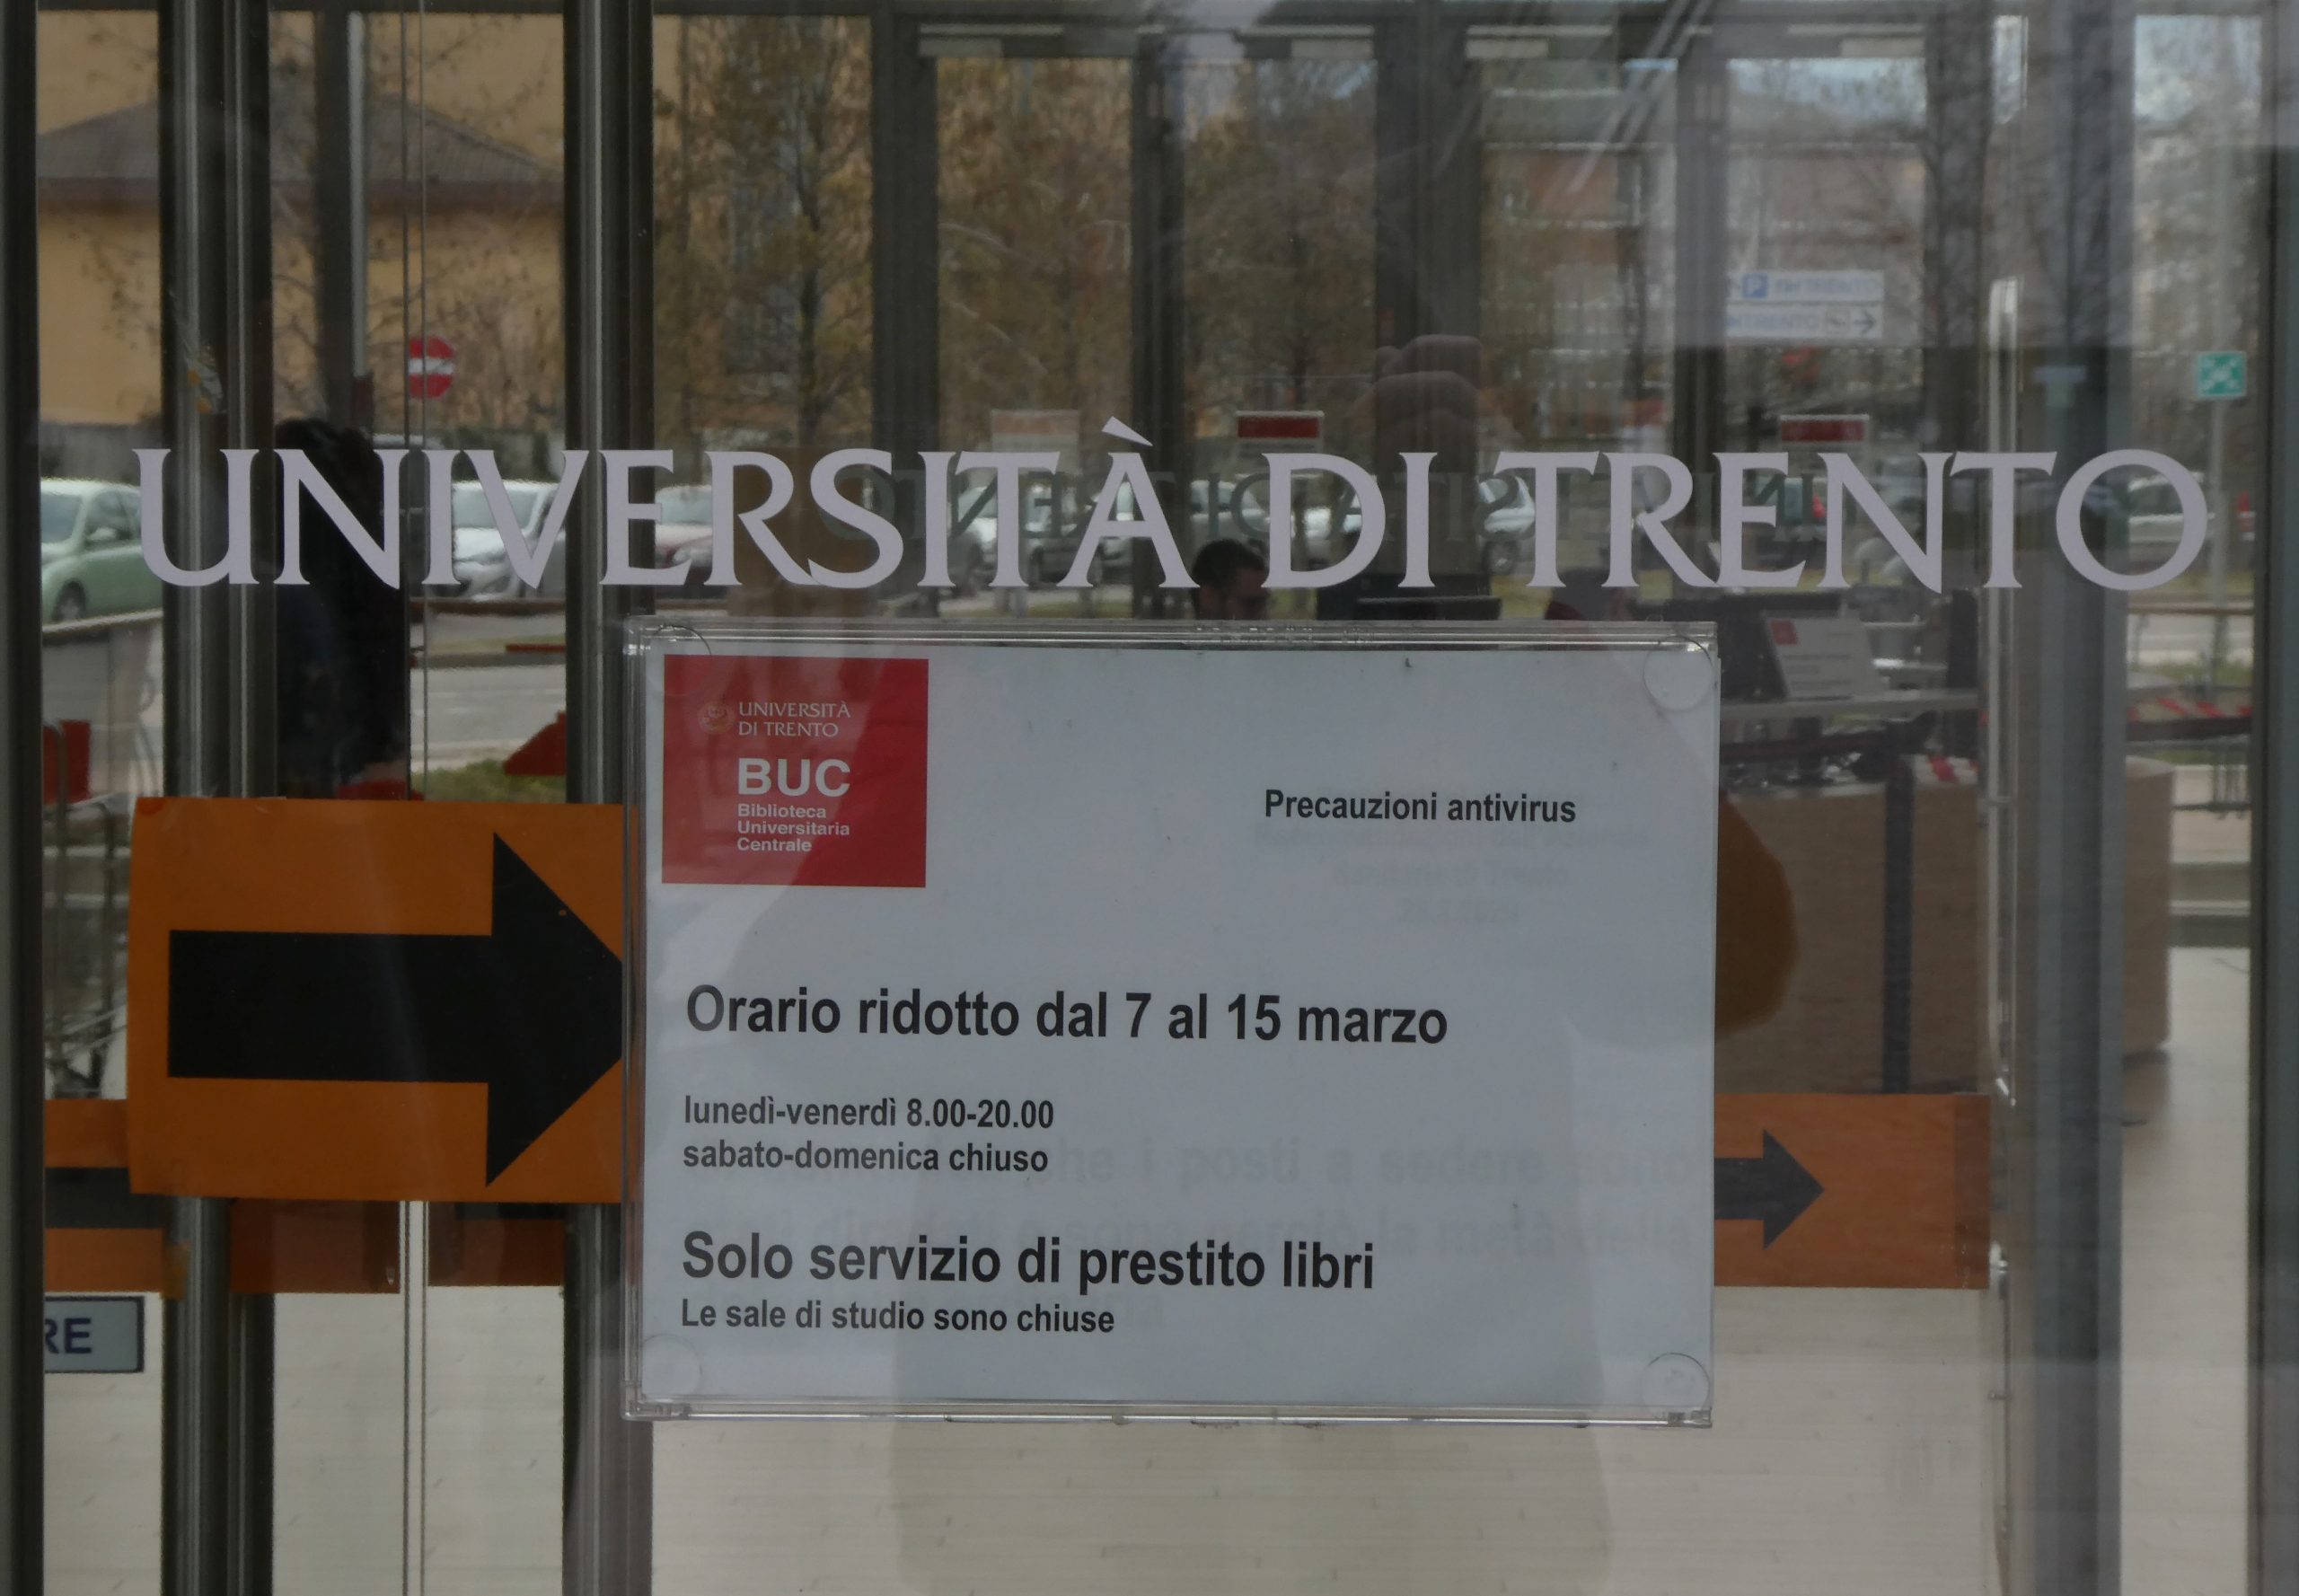 UNIVERSITÀ DI TRENTO
UNIVERSITÀ
DI TRENTO
BUC
Biblioteca
Universitaria
Centrale
Precauzioni antivirus
Orario ridotto dal 7 al 15 marzo
lunedì-venerdì 8.00-20.00
sabato-domenica chiuso
Solo servizio di prestito libri
Le sale di studio sono chiuse
RE